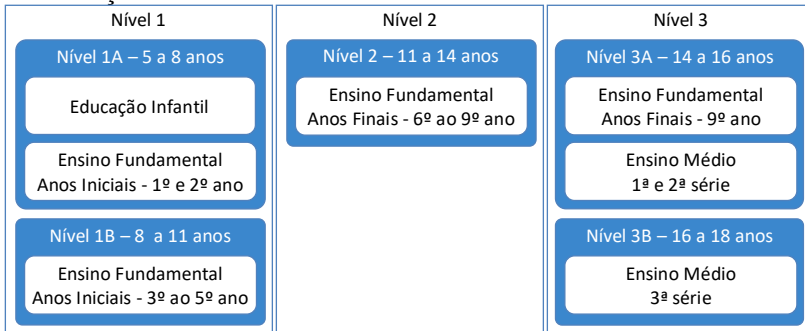 Nível 1
Nível 1A – 5 a 8 anos
Educação Infantil
Ensino Fundamental
Anos Iniciais - 1º e 2º ano
Nível 1B – 8  a 11 anos
Ensino Fundamental
Anos Iniciais - 3º ao 5º ano
Nível 2
Nível 2 – 11 a 14 anos
Ensino Fundamental
Anos Finais - 6º ao 9º ano
Nível 3
Nível 3A – 14 a 16 anos
Ensino Fundamental
Anos Finais - 9º ano
Ensino Médio
1ª e 2ª série
Nível 3B – 16 a 18 anos
Ensino Médio
3ª série